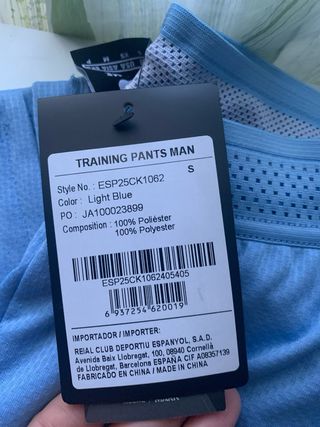 USA ASIA
TRAINING PANTS MAN
Style No. : ESP25CK1062 S
Color : Light Blue
PO : JA100023899
Composition : 100% Poliéster
100% Polyester
ESP25CK1062405405
6 937254 620019
IMPORTADOR / IMPORTER:
REIAL CLUB DEPORTIU ESPANYOL, S.A.D.
Avenida Baix Llobregat, 100, 08940 Cornellà
de Llobregat, Barcelona ESPAÑA CIF A08357139
FABRICADO EN CHINA / MADE IN CHINA